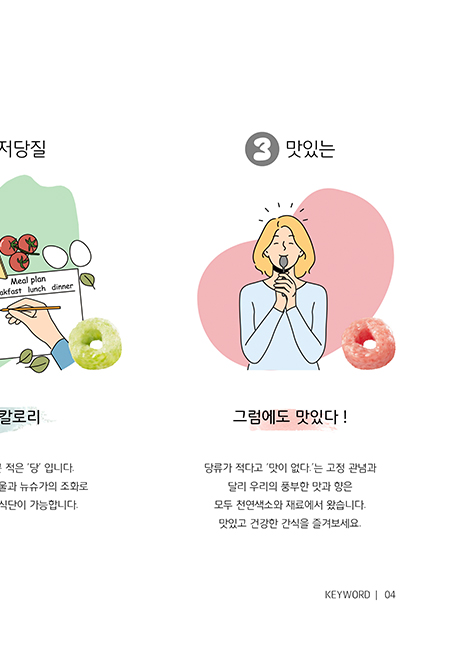 저당질
3 맛있는
Meal plan
akfast lunch dinner
칼로리
그럼에도 맛있다 !
적은 '당' 입니다.
당류가 적다고 '맛이 없다.'는 고정 관념과
울과 뉴슈가의 조화로
달리 우리의 풍부한 맛과 향은
식단이 가능합니다.
모두 천연색소와 재료에서 왔습니다.
맛있고 건강한 간식을 즐겨보세요.
KEYWORD | 04